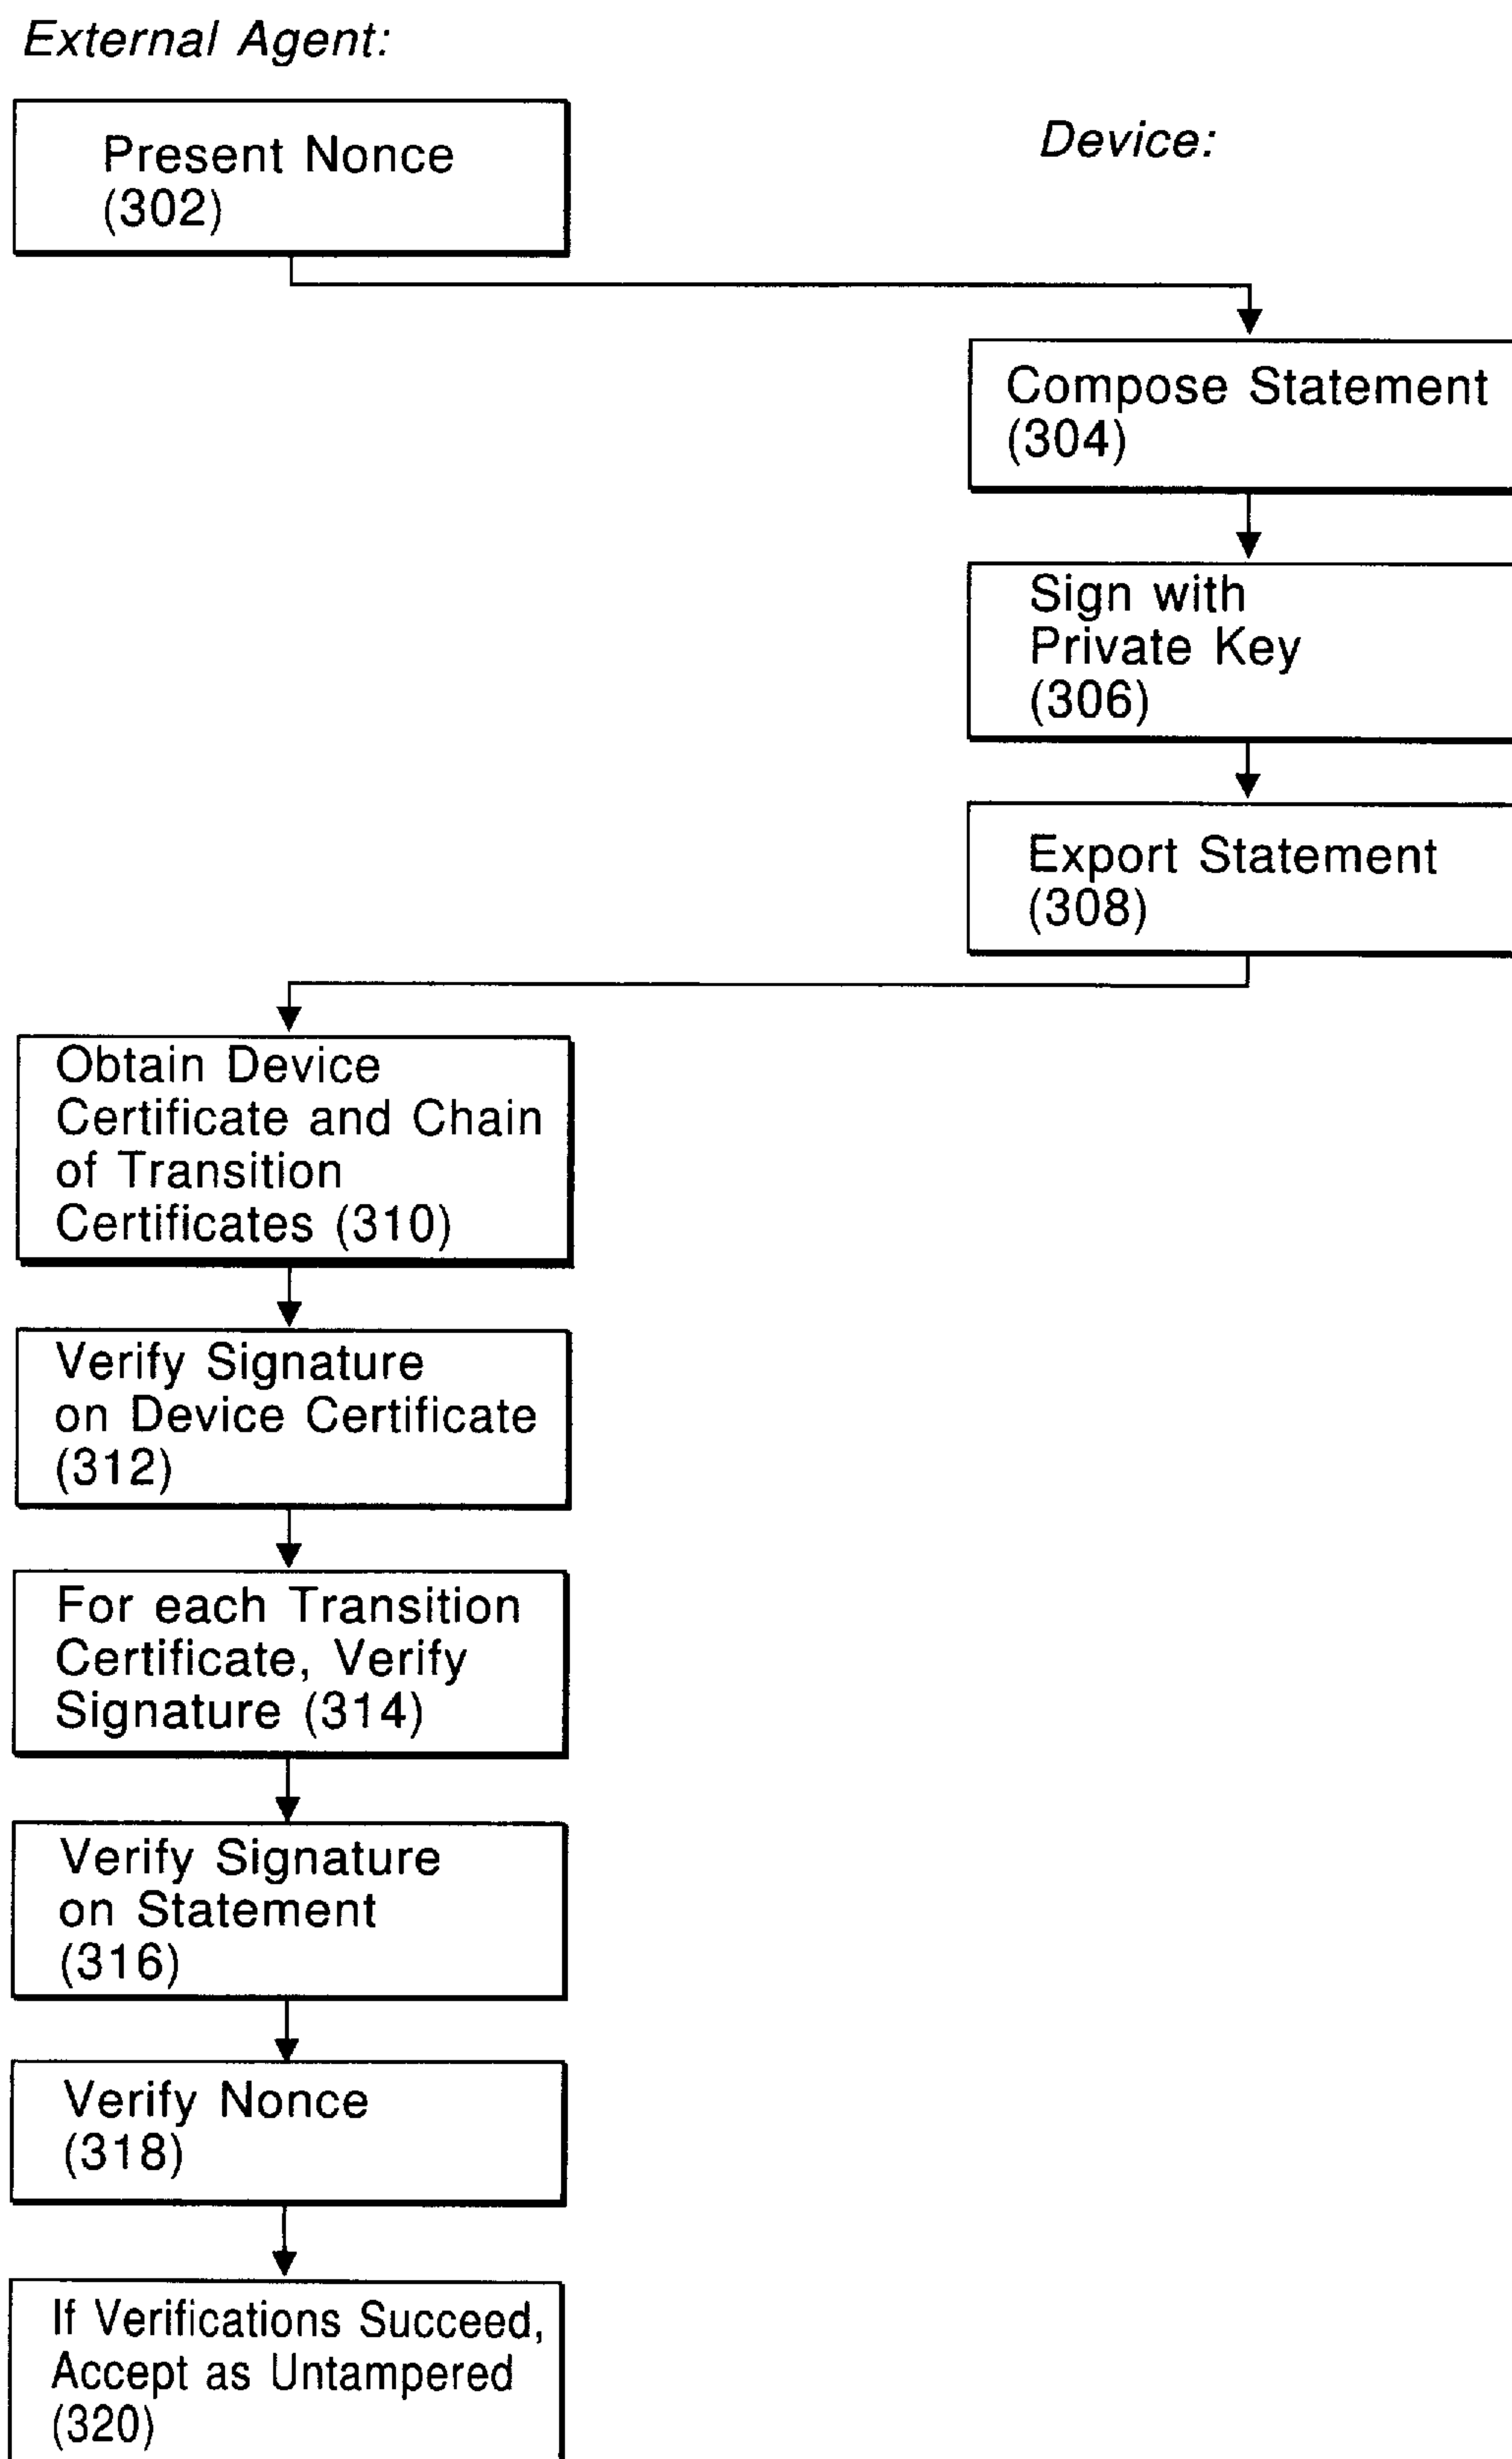 External Agent:
Present Nonce
(302)
Device:
Compose Statement
(304)
Sign with
Private Key
(306)
Export Statement
(308)
Obtain Device
Certificate and Chain
of Transition
Certificates (310)
Verify Signature
on Device Certificate
(312)
For each Transition
Certificate, Verify
Signature (314)
Verify Signature
on Statement
(316)
Verify Nonce
(318)
If Verifications Succeed,
Accept as Untampered
(320)